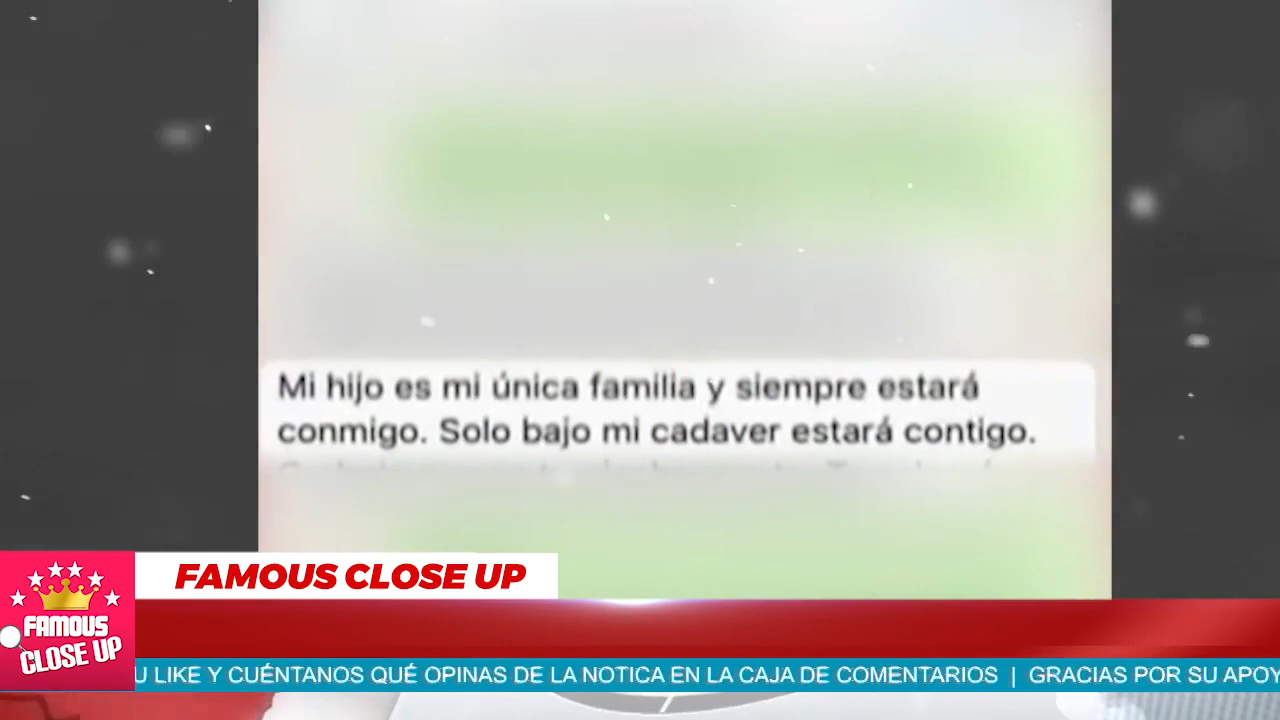 Mi hijo es mi única familia y siempre estará
conmigo. Solo bajo mi cadaver estará contigo.
FAMOUS CLOSE UP
FAMOUS
CLOSE UP
LIKE Y CUÉNTANOS QUÉ OPINAS DE LA NOTICA EN LA CAJA DE COMENTARIOS | GRACIAS POR SU